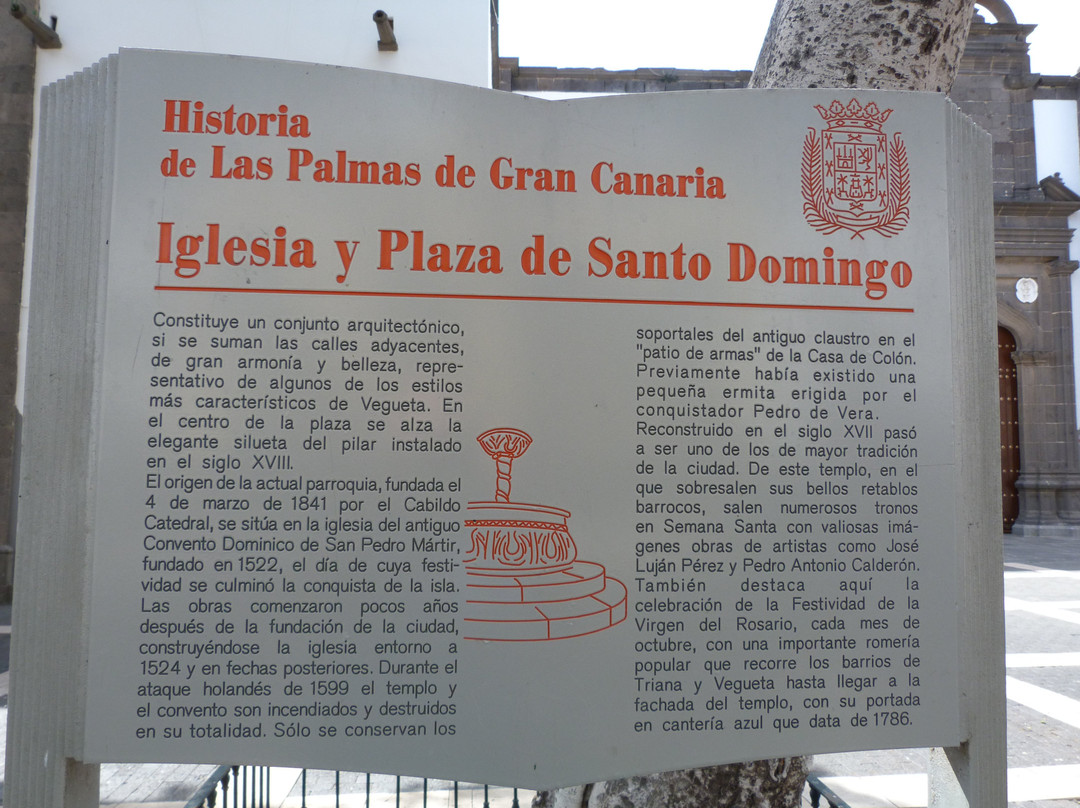 Historia
de Las Palmas de Gran Canaria
Iglesia y Plaza de Santo Domingo
Constituye un conjunto arquitectónico,
si se suman las calles adyacentes,
de gran armonía y belleza, repre-
sentativo de algunos de los estilos
más característicos de Vegueta. En
el centro de la plaza se alza la
elegante silueta del pilar instalado
en el siglo XVIII.
El origen de la actual parroquia, fundada el
4 de marzo de 1841 por el Cabildo
Catedral, se sitúa en la iglesia del antiguo
Convento Dominico de San Pedro Mártir,
fundado en 1522, el día de cuya festi-
vidad se culminó la conquista de la isla.
Las obras comenzaron pocos años
después de la fundación de la ciudad,
construyéndose la iglesia entorno a
1524 y en fechas posteriores. Durante el
ataque holandés de 1599 el templo y
el convento son incendiados y destruidos
en su totalidad. Sólo se conservan los
soportales del antiguo claustro en el
"patio de armas" de la Casa de Colón.
Previamente había existido una
pequeña ermita erigida por el
conquistador Pedro de Vera.
Reconstruido en el siglo XVII pasó
a ser uno de los de mayor tradición
de la ciudad. De este templo, en el
que sobresalen sus bellos retablos
barrocos, salen numerosos tronos
en Semana Santa con valiosas imá-
genes obras de artistas como José
Luján Pérez y Pedro Antonio Calderón.
También destaca aquí la
celebración de la Festividad de la
Virgen del Rosario, cada mes de
octubre, con una importante romería
popular que recorre los barrios de
Triana y Vegueta hasta llegar a la
fachada del templo, con su portada
en cantería azul que data de 1786.